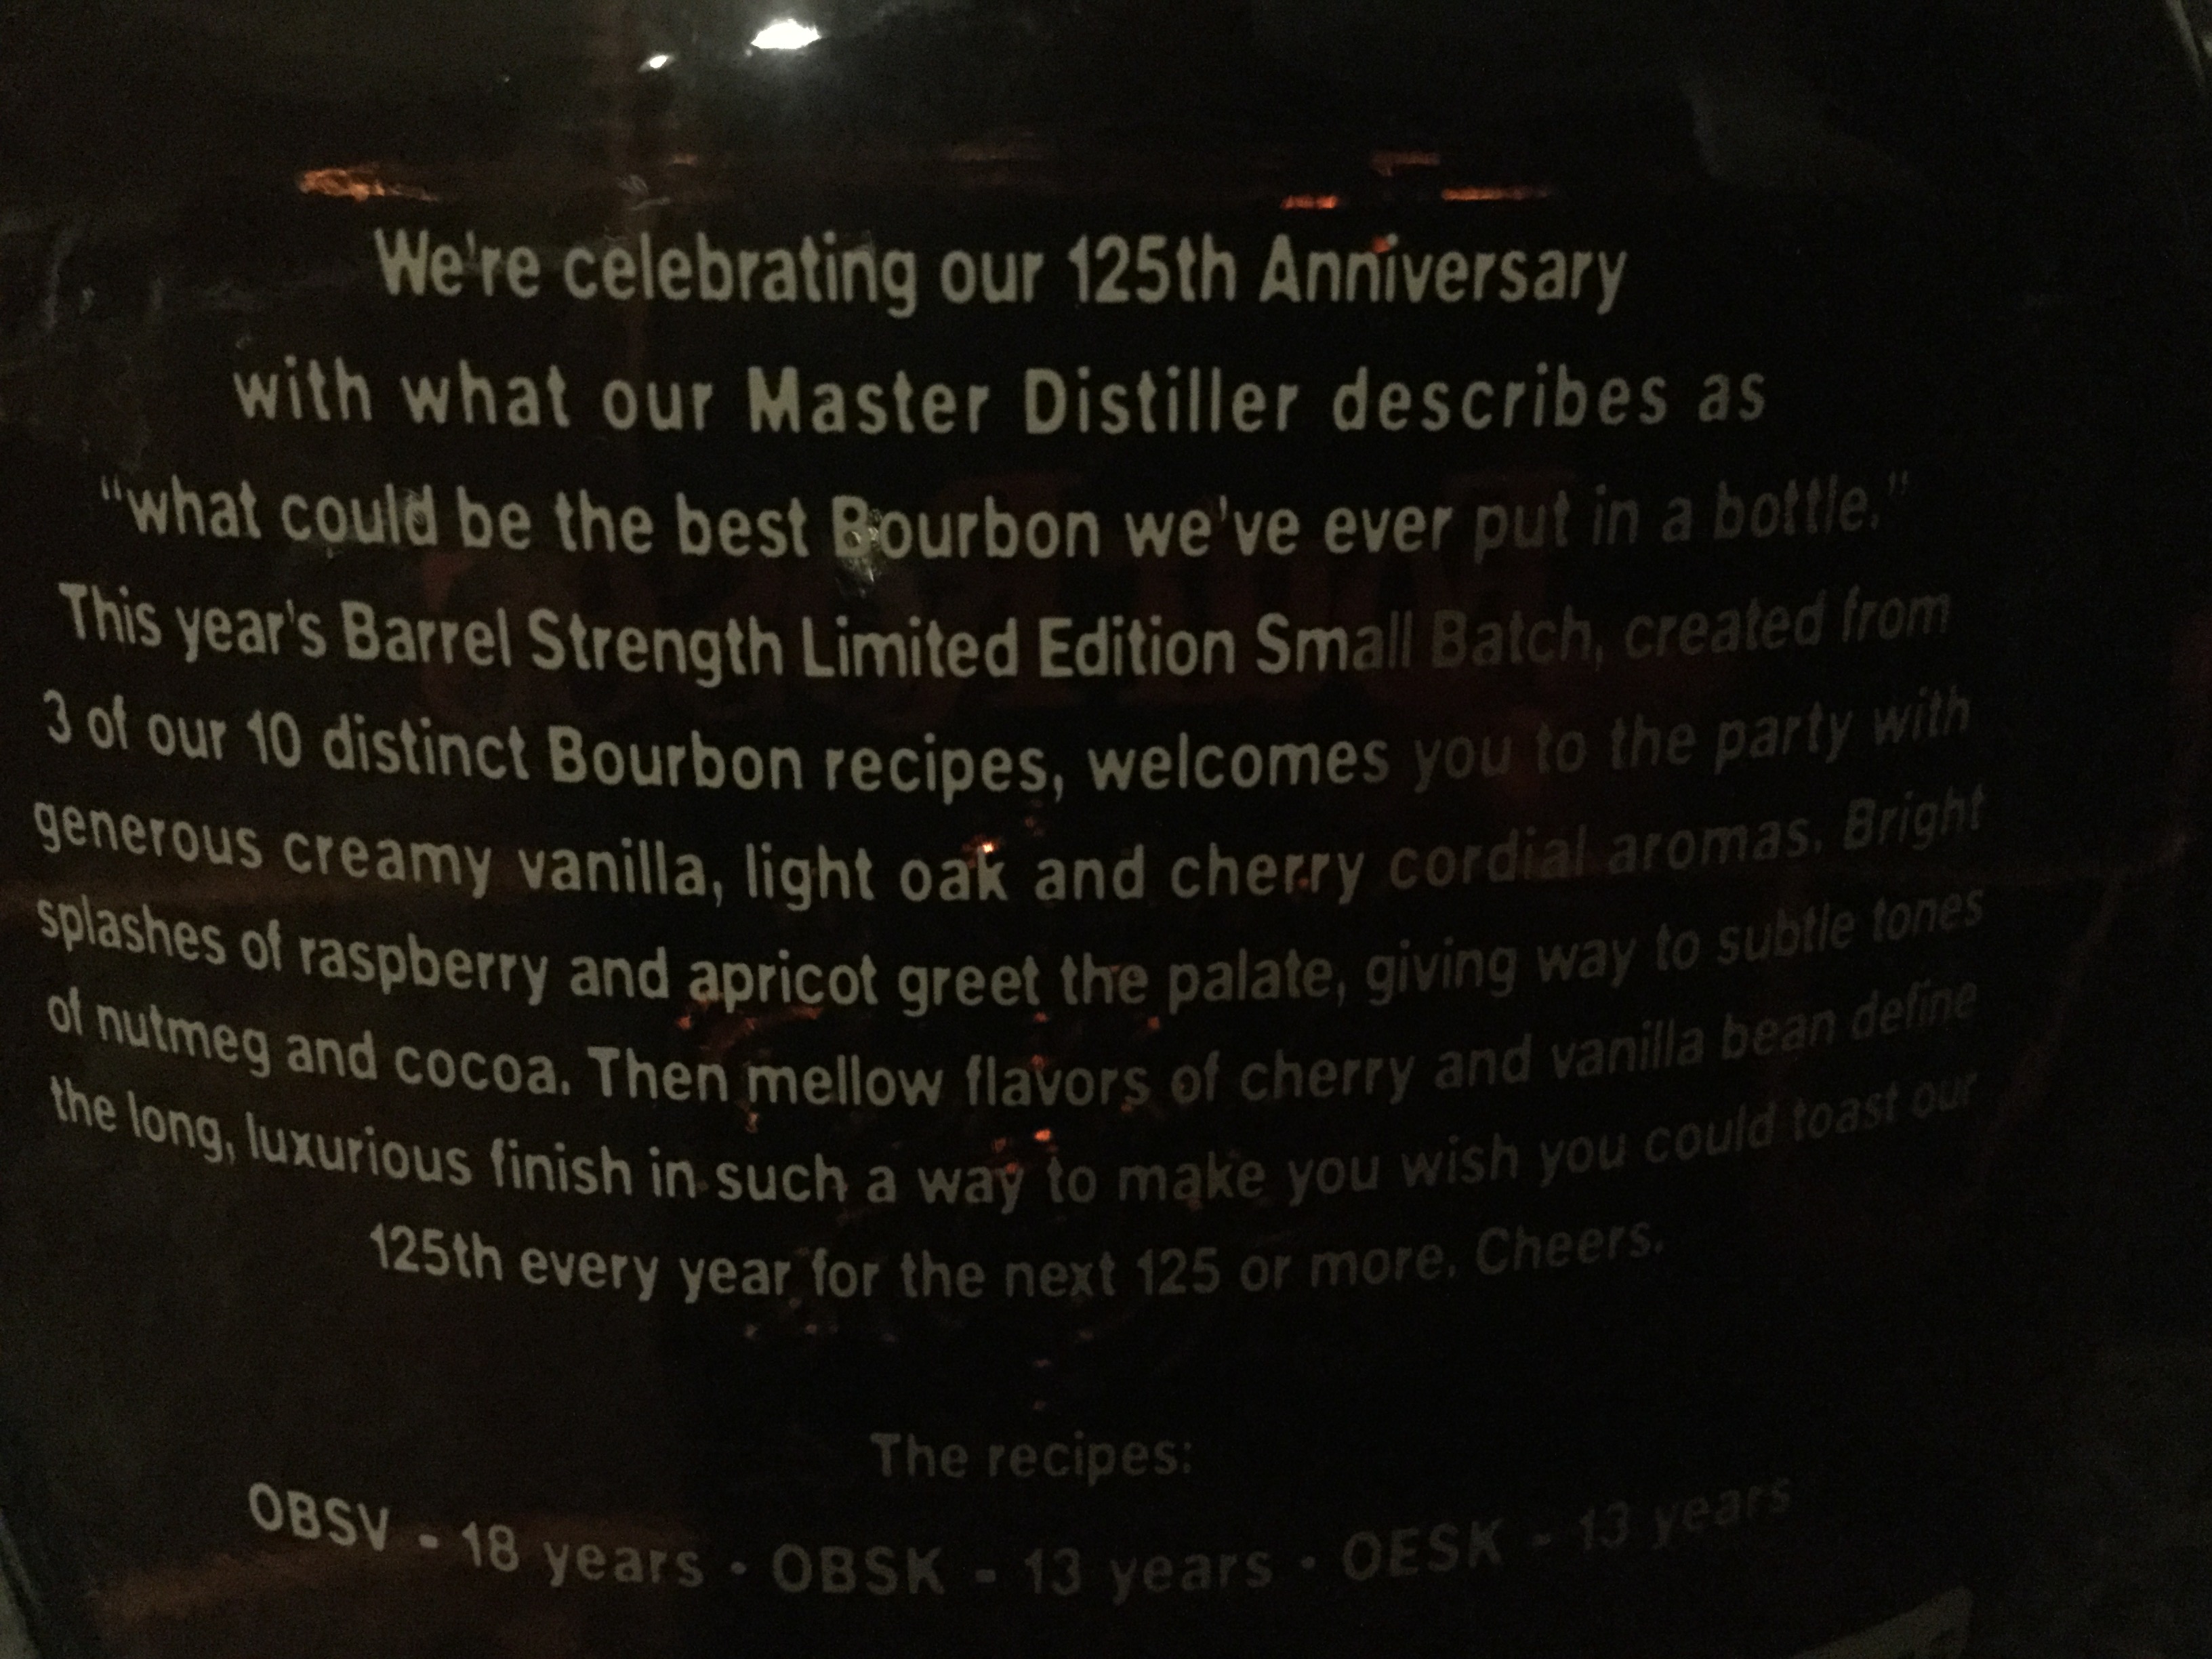 We're celebrating our 125th Anniversary
with what our Master Distiller describes as
“what could be the best Bourbon we've ever put in a bottle.”
This year's Barrel Strength Limited Edition Small Batch, created from
3 of our 10 distinct Bourbon recipes, welcomes you to the party with
generous creamy vanilla, light oak and cherry cordial aromas. Bright
splashes of raspberry and apricot greet the palate, giving way to subtle tones
of nutmeg and cocoa. Then mellow flavors of cherry and vanilla bean define
the long, luxurious finish in such a way to make you wish you could toast our
125th every year for the next 125 or more. Cheers.
The recipes:
OBSV - 18 years • OBSK - 13 years • OESK - 13 years